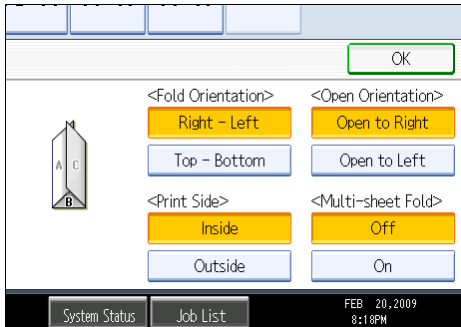 OK
<Fold Orientation> <Open Orientation>
Right - Left Open to Right
A C
B
Top - Bottom Open to Left
<Print Side> <Multi-sheet Fold>
Inside Off
Outside On
System Status Job List FEB 20,2009
8:18PM